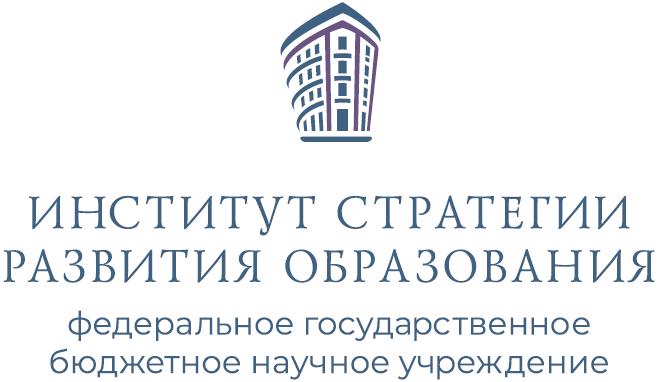 ИНСТИТУТ СТРАТЕГИИ
РАЗВИТИЯ ОБРАЗОВАНИЯ
федеральное государственное
бюджетное научное учреждение